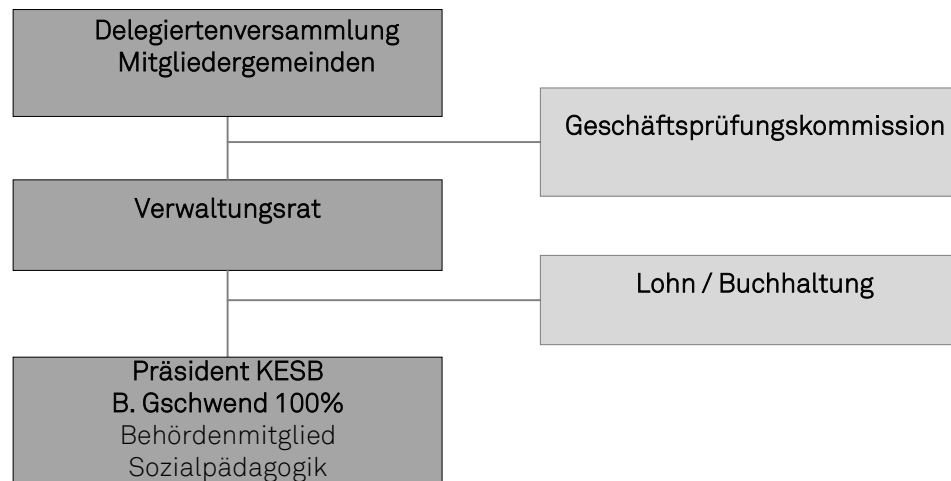 Delegiertenversammlung
Mitgliedergemeinden
Geschäftsprüfungskommission
Verwaltungsrat
Lohn / Buchhaltung
Präsident KESB
B. Gschwend 100%
Behördenmitglied
Sozialpädagogik